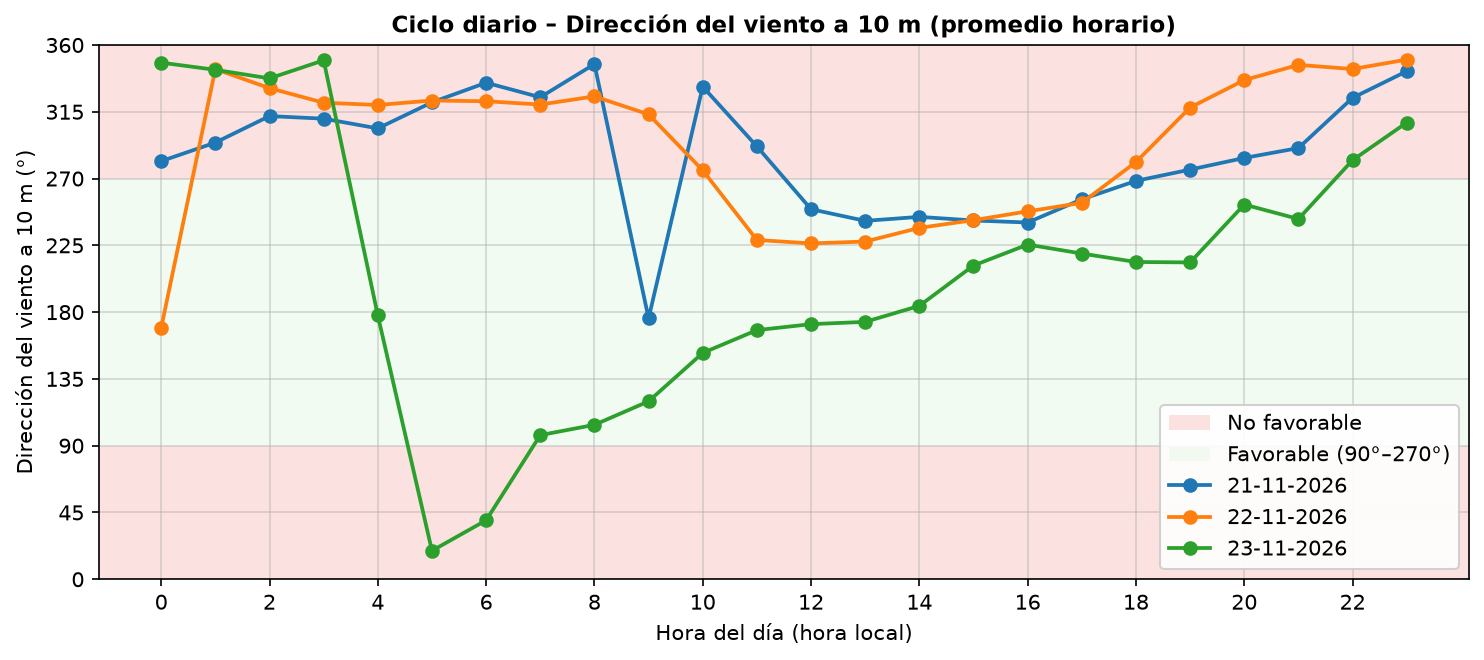 Ciclo diario – Dirección del viento a 10 m (promedio horario)
Dirección del viento a 10 m (°)
360
315
270
225
180
135
90
45
0
0 2 4 6 8 10 12 14 16 18 20 22
Hora del día (hora local)
No favorable
Favorable (90°–270°)
21-11-2026
22-11-2026
23-11-2026